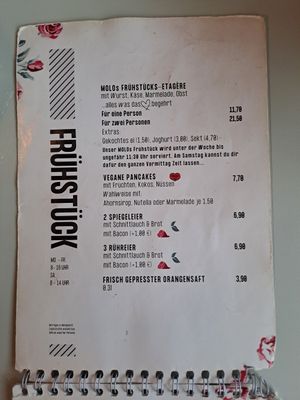 FRÜHSTÜCK
MO - FR
8 - 18 UHR
SA
8 - 14 UHR
MOLOs FRÜHSTÜCKS-ETAGÈRE
mit Wurst, Käse, Marmelade, Obst
...alles was das begehrt
Für eine Person 11,70
Für zwei Personen 21,50
Extras:
Gekochtes ei (1,50), Joghurt (3,00), Sekt (4,70)
Unser MOLOs Frühstück wird unter der Woche bis
ungefähr 11:30 Uhr serviert. Am Samstag kannst du
dir dafür den ganzen Vormittag Zeit lassen...
VEGANE PANCAKES 7,70
mit Früchten, Kokos, Nüssen
Wahlweise mit:
Ahornsirop, Nutella oder Marmelade je 1,50
2 SPIEGELEIER 6,90
mit Schnittlauch & Brot
mit Bacon (+1,00 €)
3 RÜHREIER 6,90
mit Schnittlauch & Brot
mit Bacon (+1,00 €)
FRISCH GEPRESSTER ORANGENSAFT 3,90
0,3l